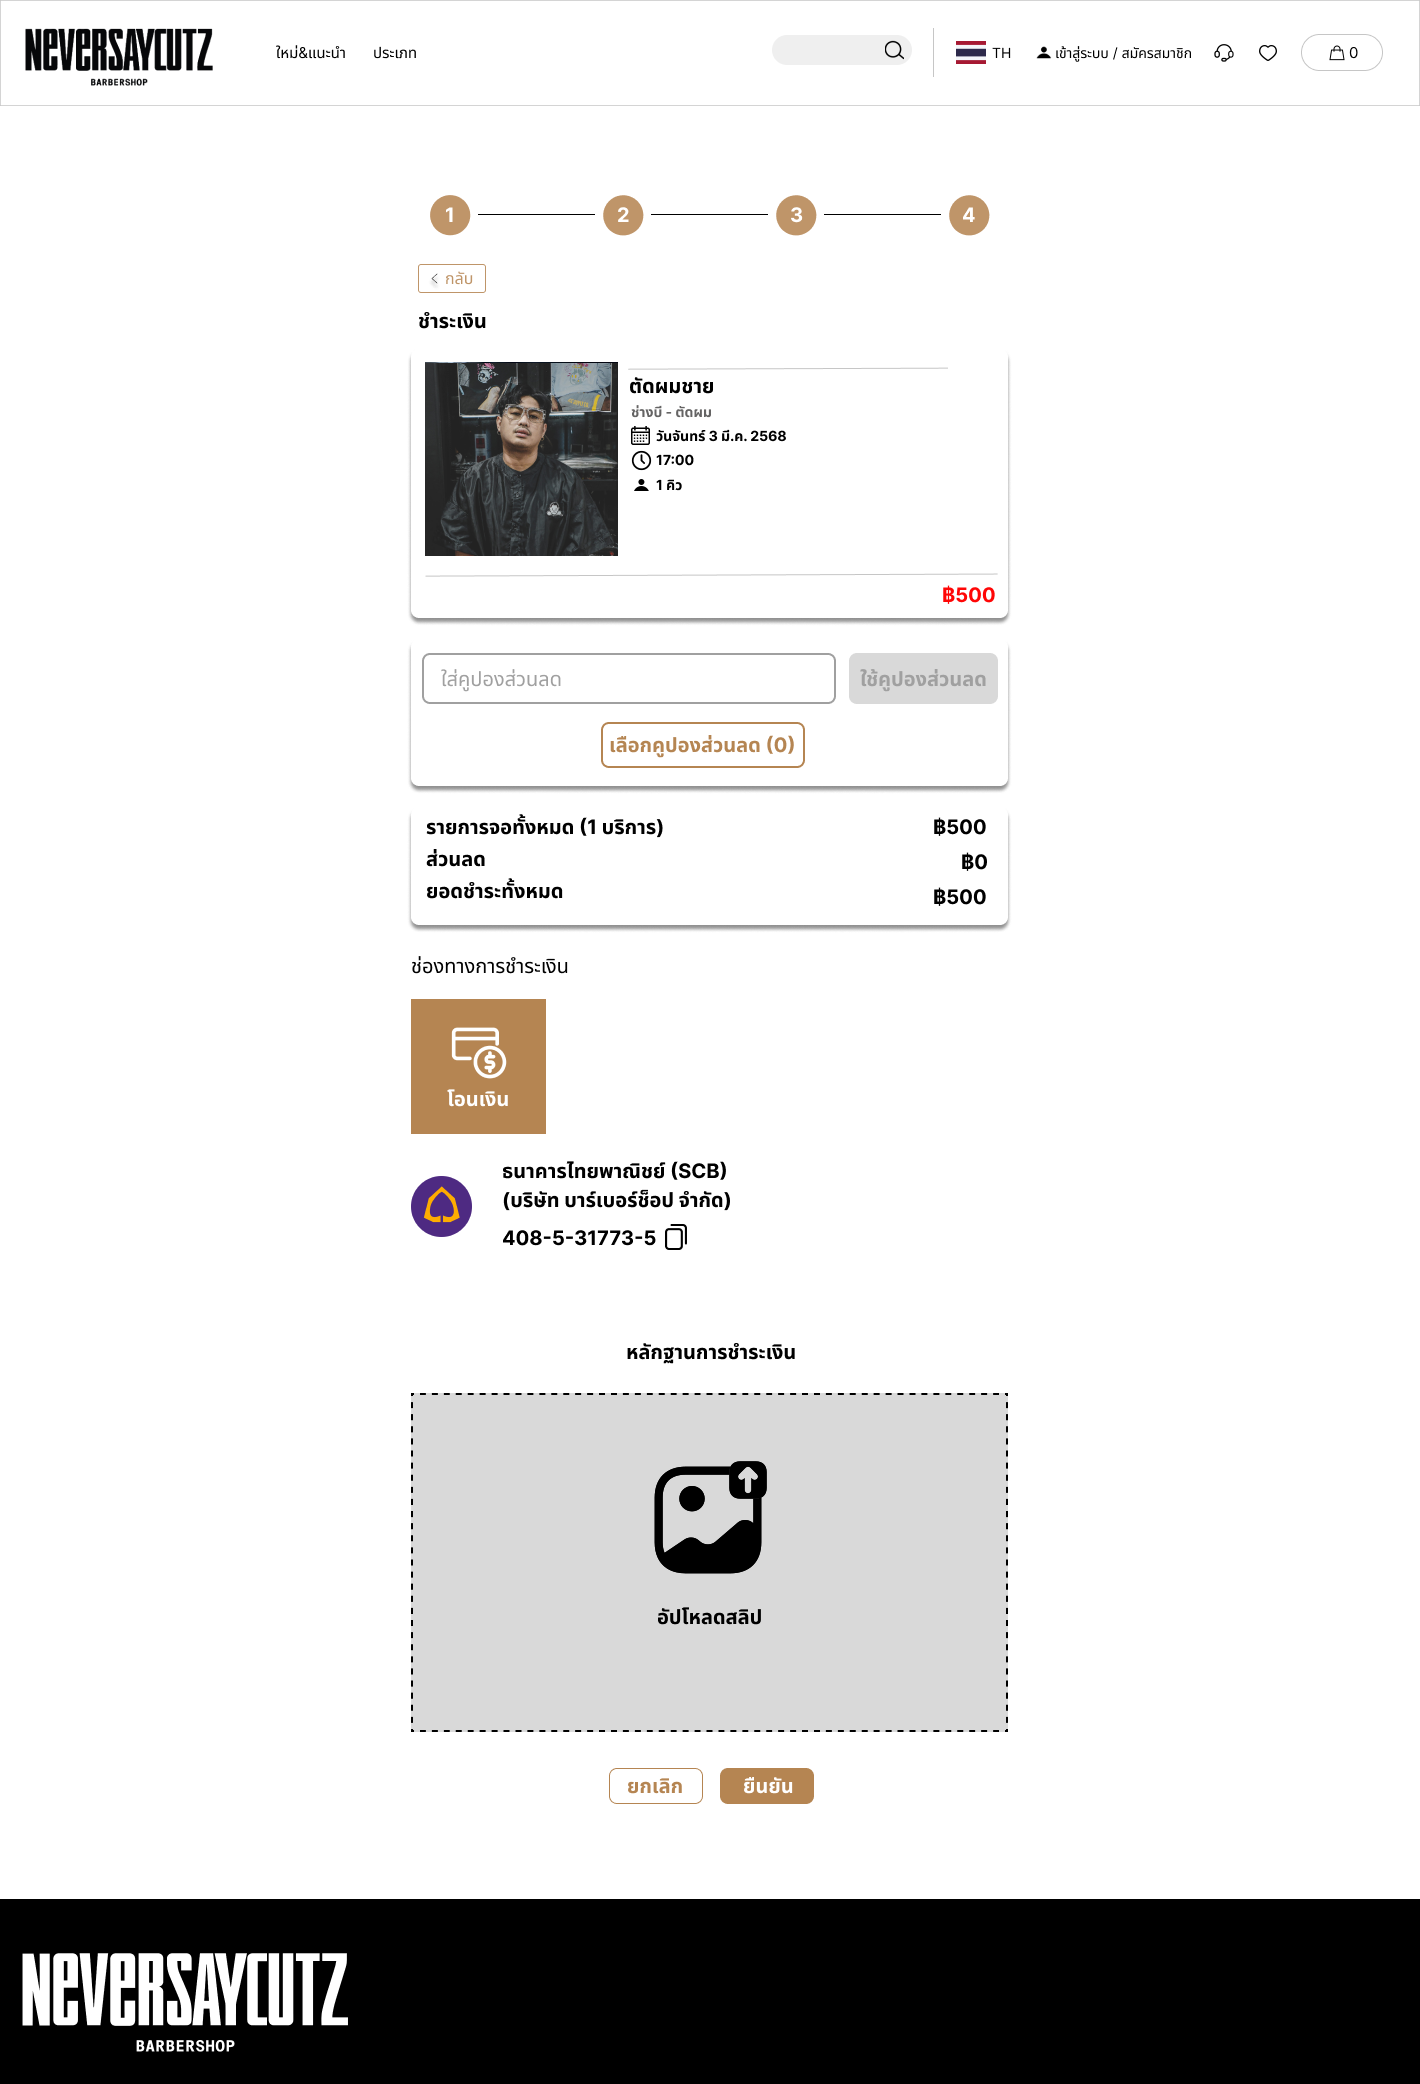 NEVERSAYCUTZ
BARBERSHOP
ใหม่&แนะนำ ประเภท
TH เข้าสู่ระบบ / สมัครสมาชิก 0
1 2 3 4
กลับ
ชำระเงิน
ตัดผมชาย
ช่างบี - ตัดผม
วันจันทร์ 3 มี.ค. 2568
17:00
1 คิว
฿500
ใส่คูปองส่วนลด ใช้คูปองส่วนลด
เลือกคูปองส่วนลด (0)
รายการจอทั้งหมด (1 บริการ) ฿500
ส่วนลด ฿0
ยอดชำระทั้งหมด ฿500
ช่องทางการชำระเงิน
โอนเงิน
ธนาคารไทยพาณิชย์ (SCB)
(บริษัท บาร์เบอร์ช็อป จำกัด)
408-5-31773-5
หลักฐานการชำระเงิน
อัปโหลดสลิป
ยกเลิก ยืนยัน
NEVERSAYCUTZ
BARBERSHOP